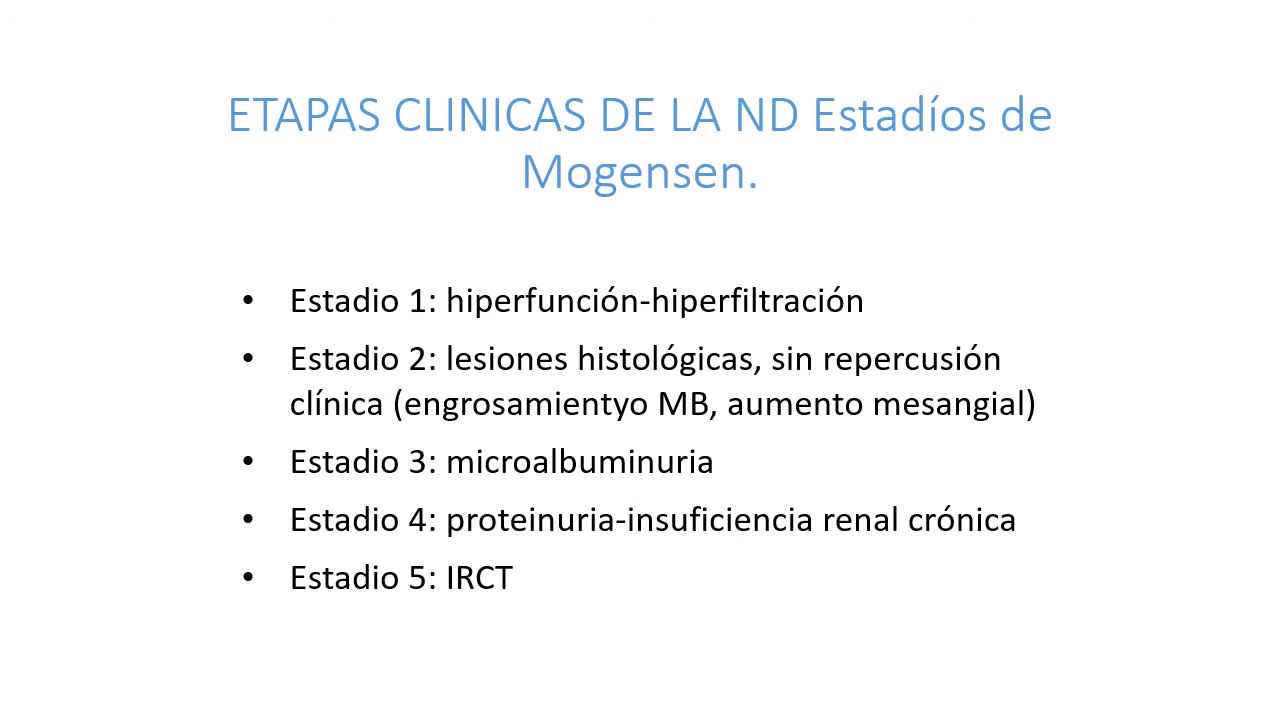 ETAPAS CLINICAS DE LA ND Estadíos de
Mogensen.
• Estadio 1: hiperfunción-hiperfiltración
• Estadio 2: lesiones histológicas, sin repercusión
clínica (engrosamientyo MB, aumento mesangial)
• Estadio 3: microalbuminuria
• Estadio 4: proteinuria-insuficiencia renal crónica
• Estadio 5: IRCT